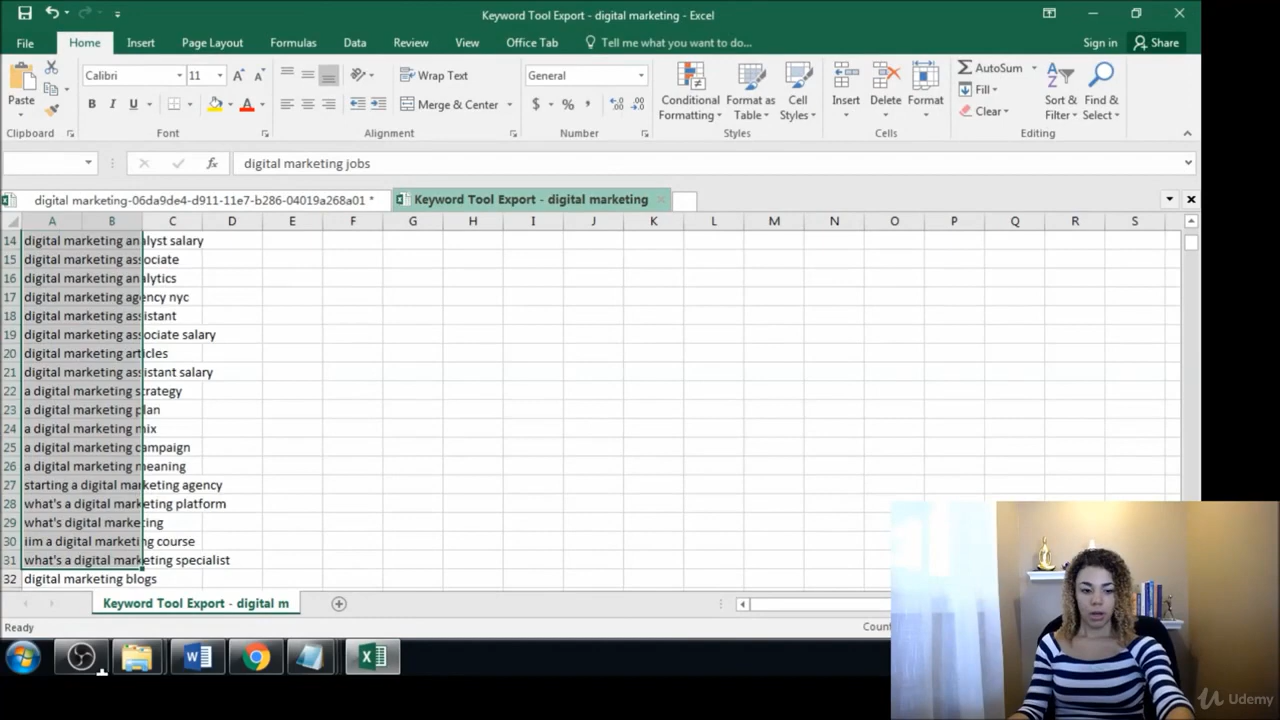 Keyword Tool Export - digital marketing - Excel
File Home Insert Page Layout Formulas Data Review View Office Tab Tell me what you want to do... Sign in Share
Paste
Calibri 11
B I U
Wrap Text
Merge & Center
General
$ % ,
Conditional Formatting
Format as Table
Cell Styles
Insert
Delete
Format
AutoSum
Fill
Clear
Sort & Filter
Find & Select
Clipboard Font Alignment Number Styles Cells Editing
fx digital marketing jobs
digital marketing-06da9de4-d911-11e7-b286-04019a268a01 *
Keyword Tool Export - digital marketing
A B C D E F G H I J K L M N O P Q R S
14 digital marketing analyst salary
15 digital marketing associate
16 digital marketing analytics
17 digital marketing agency nyc
18 digital marketing assistant
19 digital marketing associate salary
20 digital marketing articles
21 digital marketing assistant salary
22 a digital marketing strategy
23 a digital marketing plan
24 a digital marketing mix
25 a digital marketing campaign
26 a digital marketing meaning
27 starting a digital marketing agency
28 what's a digital marketing platform
29 what's digital marketing
30 iim a digital marketing course
31 what's a digital marketing specialist
32 digital marketing blogs
Keyword Tool Export - digital m
Ready
Udemy